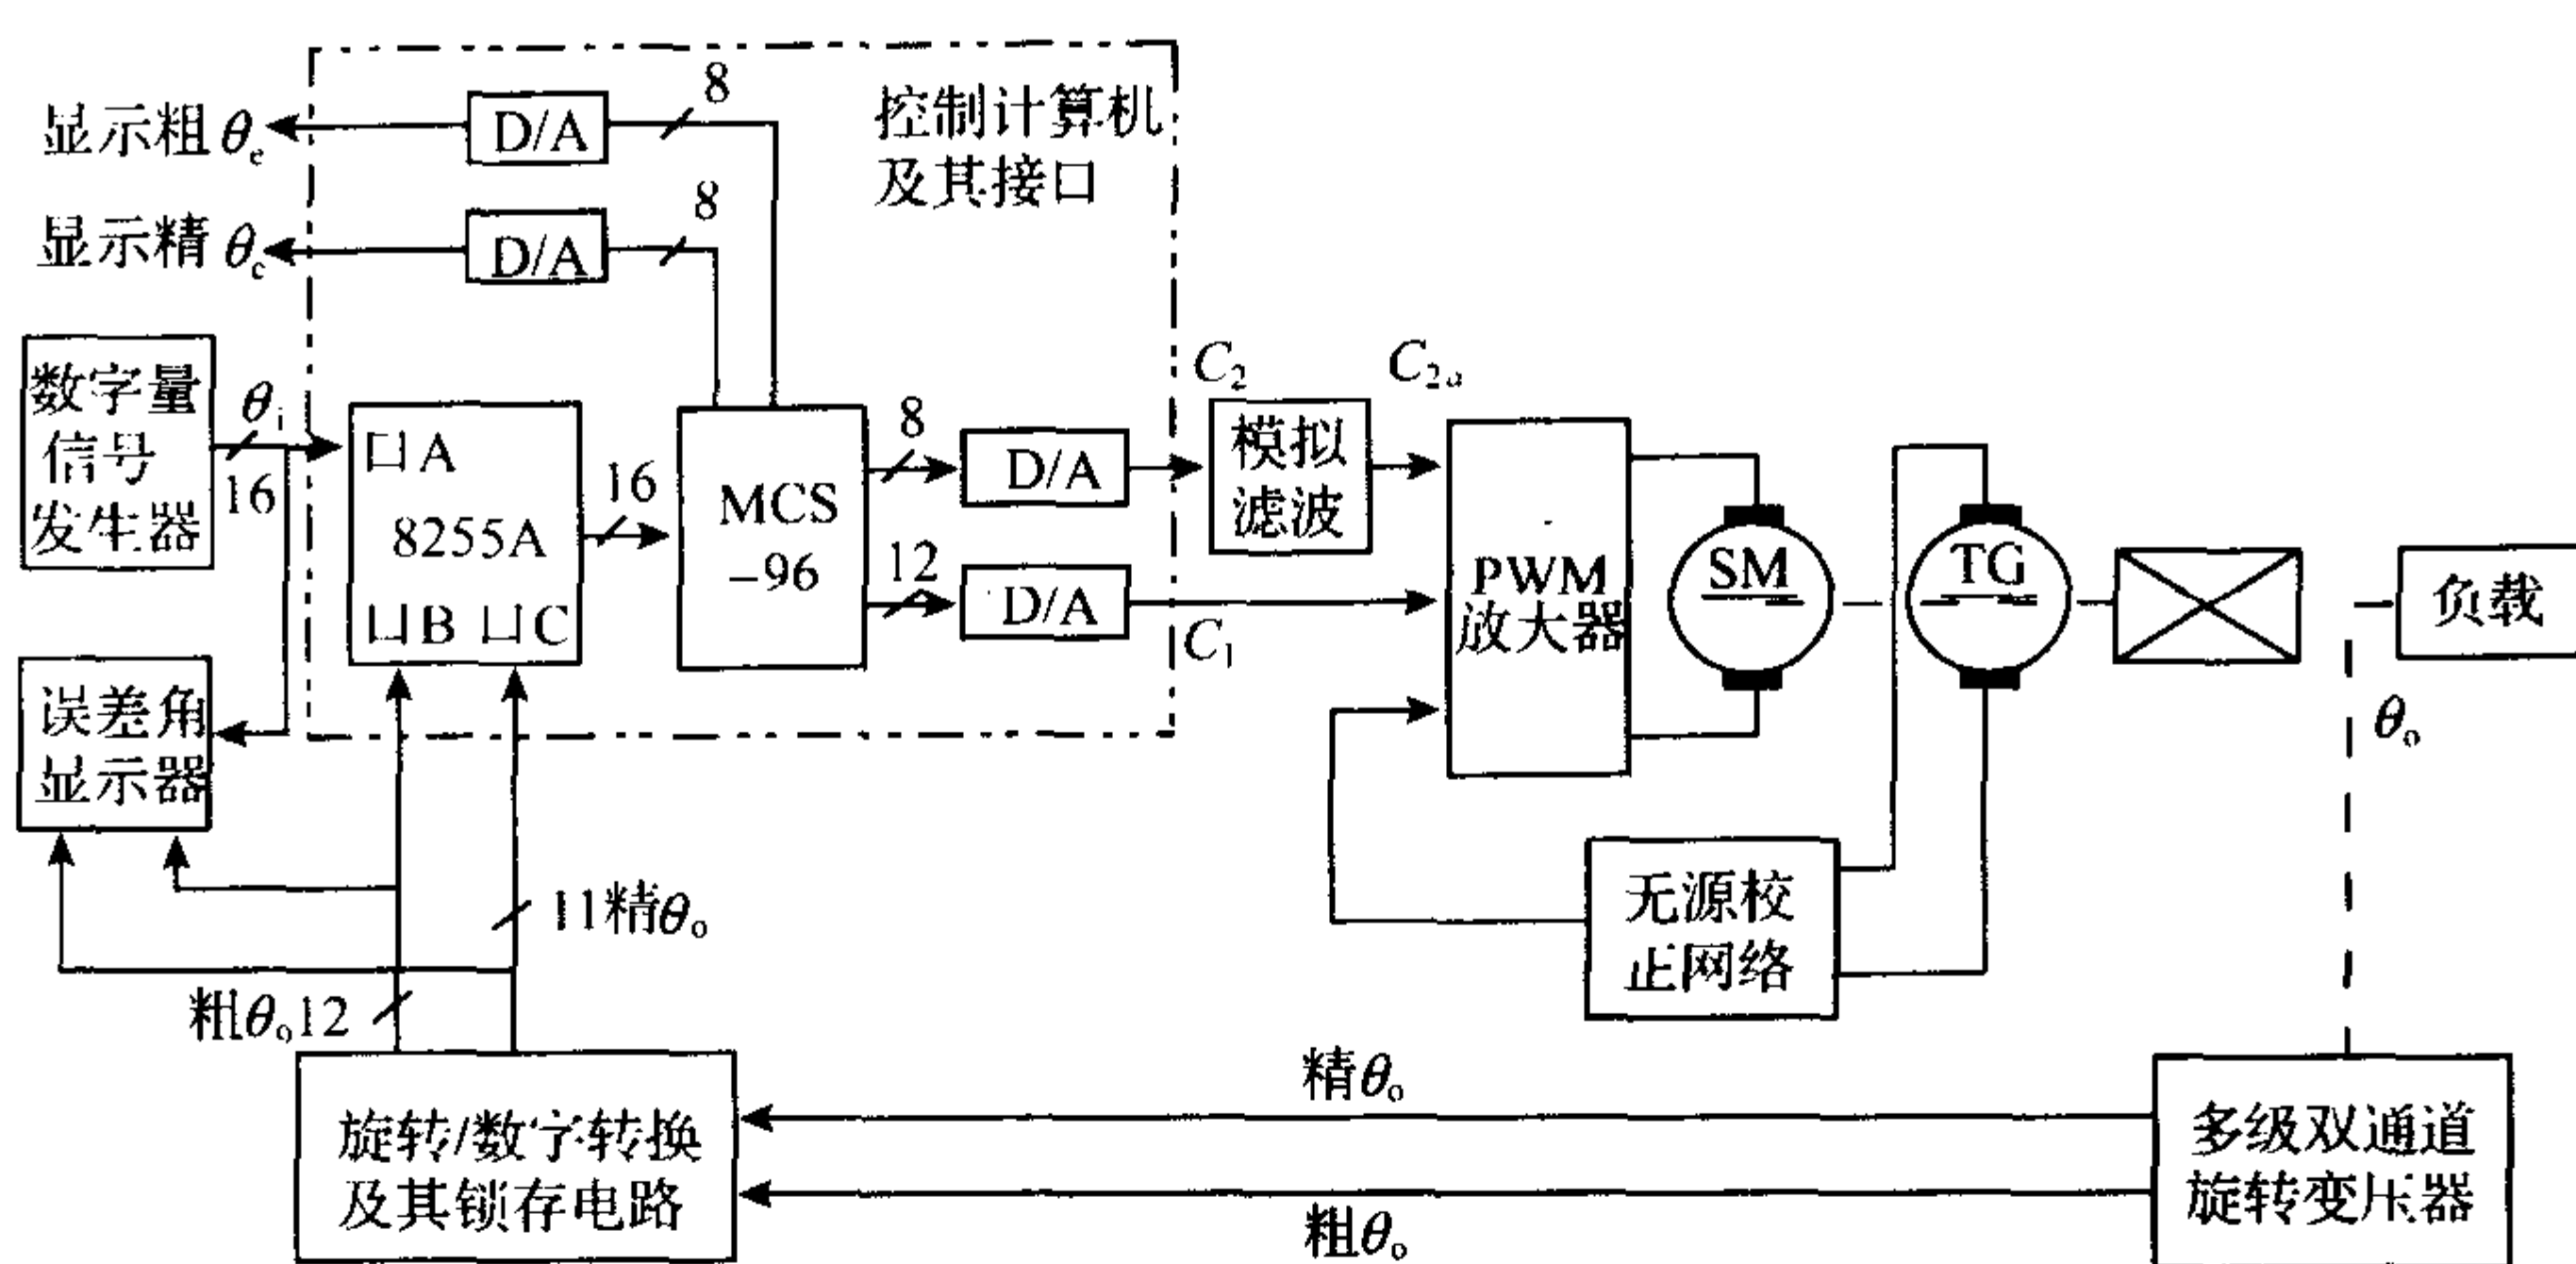 显示粗θe
D/A
8
控制计算机
及其接口
显示精θe
D/A
8
数字量
信号
发生器
θi
16
口A
8255A
口B 口C
16
MCS
-96
8
D/A
C2
模拟
滤波
C2a
12
D/A
C1
PWM
放大器
SM
TG
负载
θo
误差角
显示器
无源校
正网络
11精θo
粗θo12
旋转/数字转换
及其锁存电路
精θo
粗θo
多级双通道
旋转变压器